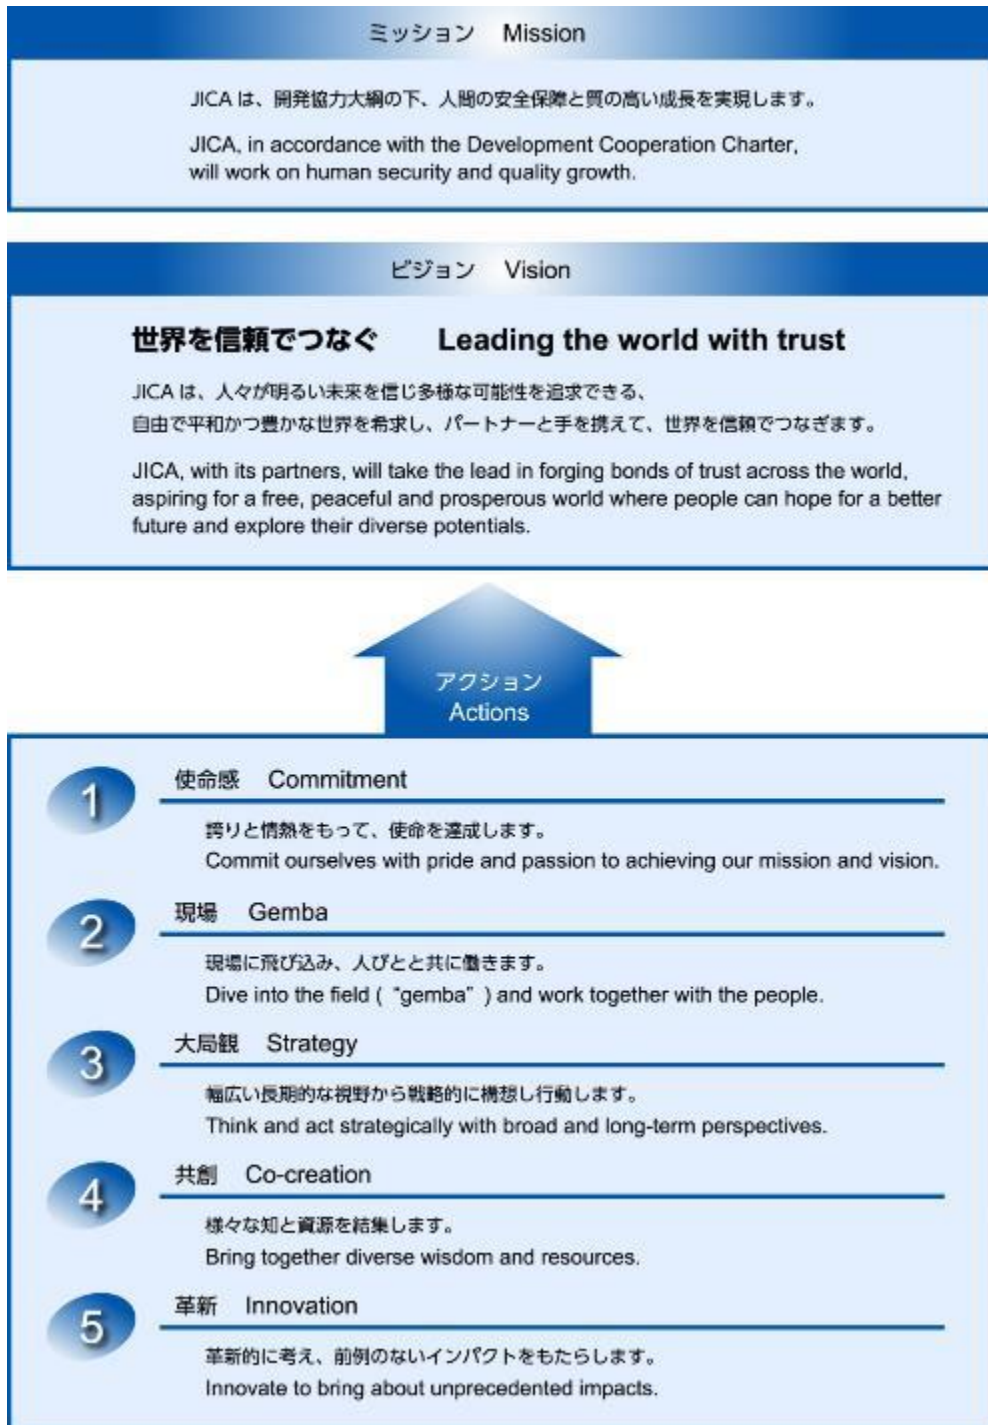 ミッション Mission
JICA は、開発協力大綱の下、人間の安全保障と質の高い成長を実現します。
JICA, in accordance with the Development Cooperation Charter,
will work on human security and quality growth.
ビジョン Vision
世界を信頼でつなぐ Leading the world with trust
JICA は、人々が明るい未来を信じ多様な可能性を追求できる、
自由で平和かつ豊かな世界を希求し、パートナーと手を携えて、世界を信頼でつなぎます。
JICA, with its partners, will take the lead in forging bonds of trust across the world,
aspiring for a free, peaceful and prosperous world where people can hope for a better
future and explore their diverse potentials.
アクション
Actions
1 使命感 Commitment
誇りと情熱をもって、使命を達成します。
Commit ourselves with pride and passion to achieving our mission and vision.
2 現場 Gemba
現場に飛び込み、人びとと共に働きます。
Dive into the field ( “gemba” ) and work together with the people.
3 大局観 Strategy
幅広い長期的な視野から戦略的に構想し行動します。
Think and act strategically with broad and long-term perspectives.
4 共創 Co-creation
様々な知と資源を結集します。
Bring together diverse wisdom and resources.
5 革新 Innovation
革新的に考え、前例のないインパクトをもたらします。
Innovate to bring about unprecedented impacts.